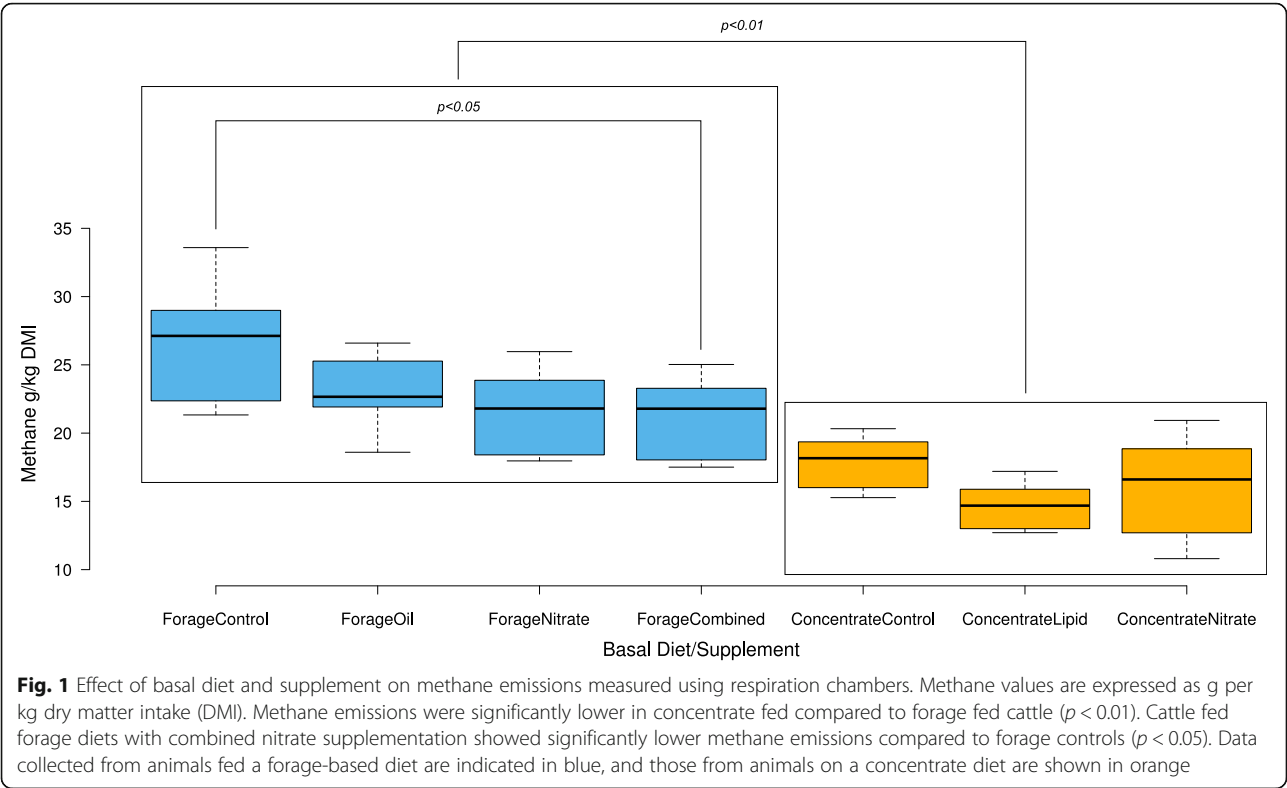 p<0.01
p<0.05
35
30
25
20
15
10
Methane g/kg DMI
ForageControl ForageOil ForageNitrate ForageCombined ConcentrateControl ConcentrateLipid ConcentrateNitrate
Basal Diet/Supplement
Fig. 1 Effect of basal diet and supplement on methane emissions measured using respiration chambers. Methane values are expressed as g per
kg dry matter intake (DMI). Methane emissions were significantly lower in concentrate fed compared to forage fed cattle (p < 0.01). Cattle fed
forage diets with combined nitrate supplementation showed significantly lower methane emissions compared to forage controls (p < 0.05). Data
collected from animals fed a forage-based diet are indicated in blue, and those from animals on a concentrate diet are shown in orange